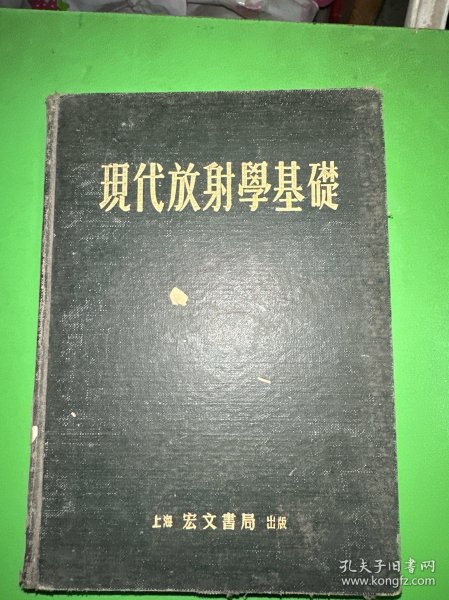 現代放射學基礎
上海 宏文書局 出版
孔夫子旧书网
www.kongfz.com